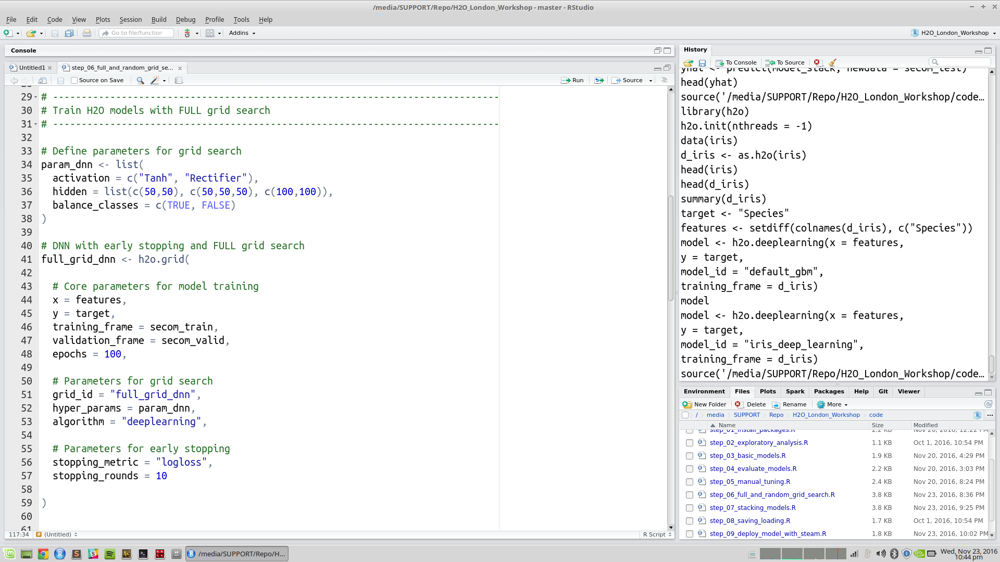 /media/SUPPORT/Repo/H2O_London_Workshop - master - RStudio
File Edit Code View Plots Session Build Debug Profile Tools Help
Go to file/function Addins H2O_London_Workshop
Console
Untitled1 step_06_full_and_random_grid_se...
Source on Save Run Source
29 # ------------------------------------------------------------------------------
30 # Train H2O models with FULL grid search
31 # ------------------------------------------------------------------------------
32
33 # Define parameters for grid search
34 param_dnn <- list(
35 activation = c("Tanh", "Rectifier"),
36 hidden = list(c(50,50), c(50,50,50), c(100,100)),
37 balance_classes = c(TRUE, FALSE)
38 )
39
40 # DNN with early stopping and FULL grid search
41 full_grid_dnn <- h2o.grid(
42
43 # Core parameters for model training
44 x = features,
45 y = target,
46 training_frame = secom_train,
47 validation_frame = secom_valid,
48 epochs = 100,
49
50 # Parameters for grid search
51 grid_id = "full_grid_dnn",
52 hyper_params = param_dnn,
53 algorithm = "deeplearning",
54
55 # Parameters for early stopping
56 stopping_metric = "logloss",
57 stopping_rounds = 10
58
59 )
60
61
117:34 (Untitled) R Script
History
To Console To Source
yhat <- predict(model_stack, newdata = secom_test)
head(yhat)
source('/media/SUPPORT/Repo/H2O_London_Workshop/code…
library(h2o)
h2o.init(nthreads = -1)
data(iris)
d_iris <- as.h2o(iris)
head(iris)
head(d_iris)
summary(d_iris)
target <- "Species"
features <- setdiff(colnames(d_iris), c("Species"))
model <- h2o.deeplearning(x = features,
y = target,
model_id = "default_gbm",
training_frame = d_iris)
model
model <- h2o.deeplearning(x = features,
y = target,
model_id = "iris_deep_learning",
training_frame = d_iris)
source('/media/SUPPORT/Repo/H2O_London_Workshop/code…
Environment Files Plots Spark Packages Help Git Viewer
New Folder Delete Rename More
/ media SUPPORT Repo H2O_London_Workshop code ...
Name Size Modified
step_01_install_packages.R 2.2 KB Nov 20, 2016, 12:22 PM
step_02_exploratory_analysis.R 1.1 KB Oct 1, 2016, 10:54 PM
step_03_basic_models.R 1.9 KB Nov 20, 2016, 4:29 PM
step_04_evaluate_models.R 2.2 KB Nov 20, 2016, 3:03 PM
step_05_manual_tuning.R 2.4 KB Nov 20, 2016, 8:24 PM
step_06_full_and_random_grid_search.R 3.8 KB Nov 23, 2016, 8:36 PM
step_07_stacking_models.R 3.8 KB Nov 23, 2016, 9:25 PM
step_08_saving_loading.R 1.7 KB Oct 1, 2016, 10:54 PM
step_09_deploy_model_with_steam.R 1.8 KB Nov 23, 2016, 10:02 PM
/media/SUPPORT/Repo/H...
Wed, Nov 23, 2016
10:44 pm